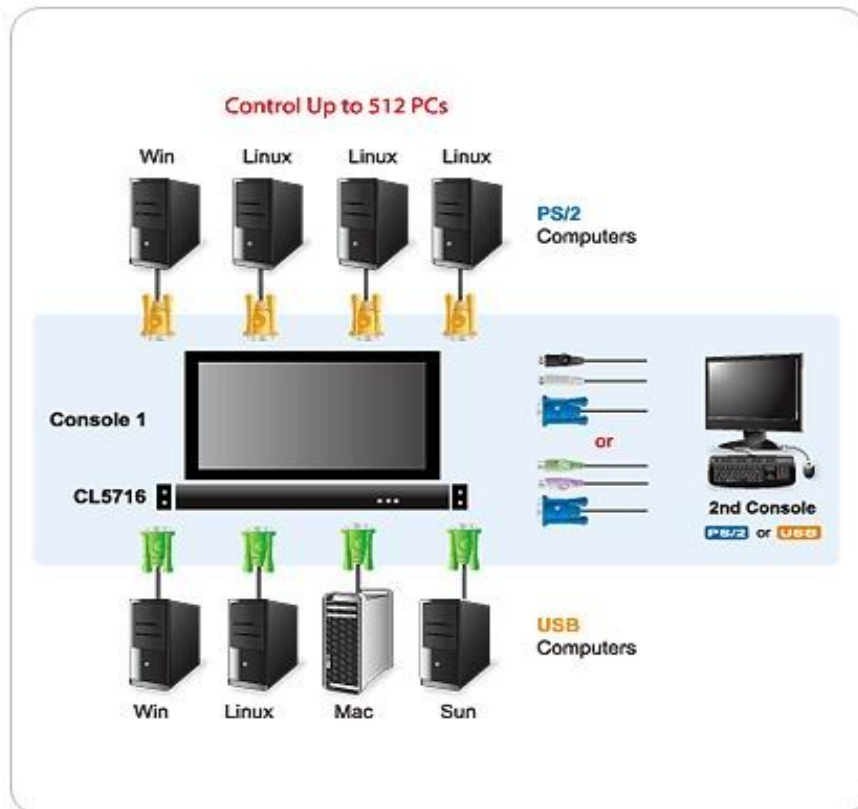 Control Up to 512 PCs
Win Linux Linux Linux
PS/2
Computers
Console 1
CL5716
or
2nd Console
PS/2 or USB
USB
Computers
Win Linux Mac Sun